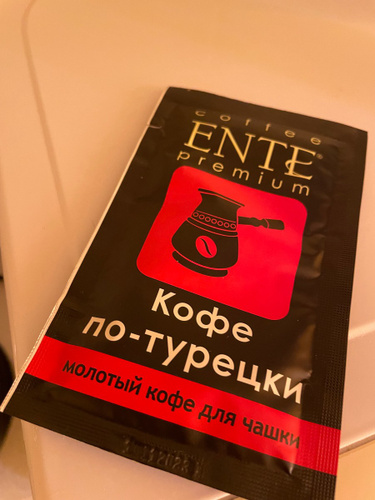 coffee
ENTE®
premium
Кофе
по-турецки
молотый кофе для чашки